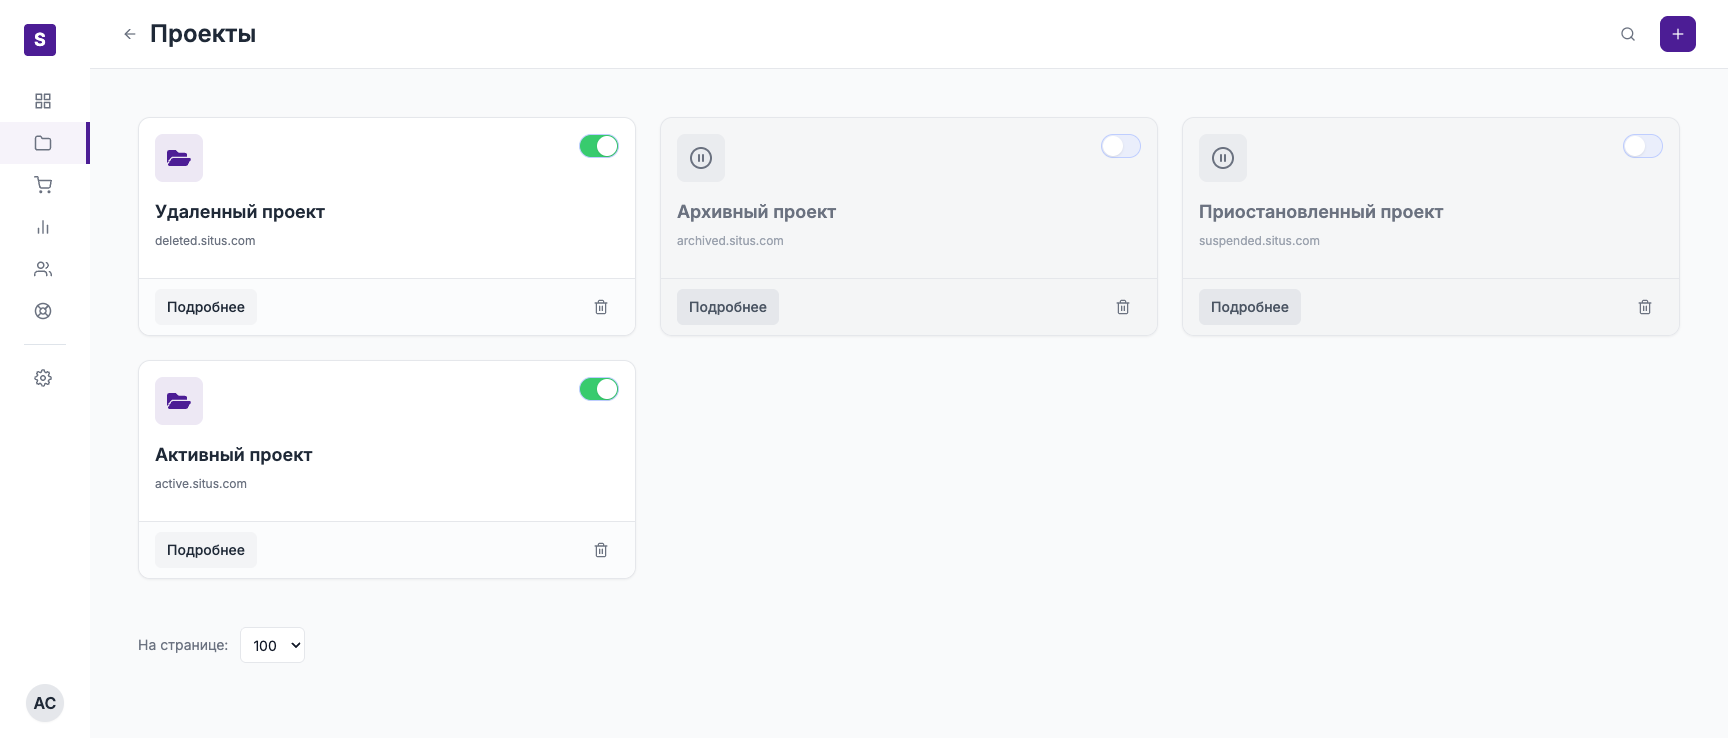 S
Проекты
Удаленный проект
deleted.situs.com
Подробнее
Архивный проект
archived.situs.com
Подробнее
Приостановленный проект
suspended.situs.com
Подробнее
Активный проект
active.situs.com
Подробнее
На странице: 100
AC